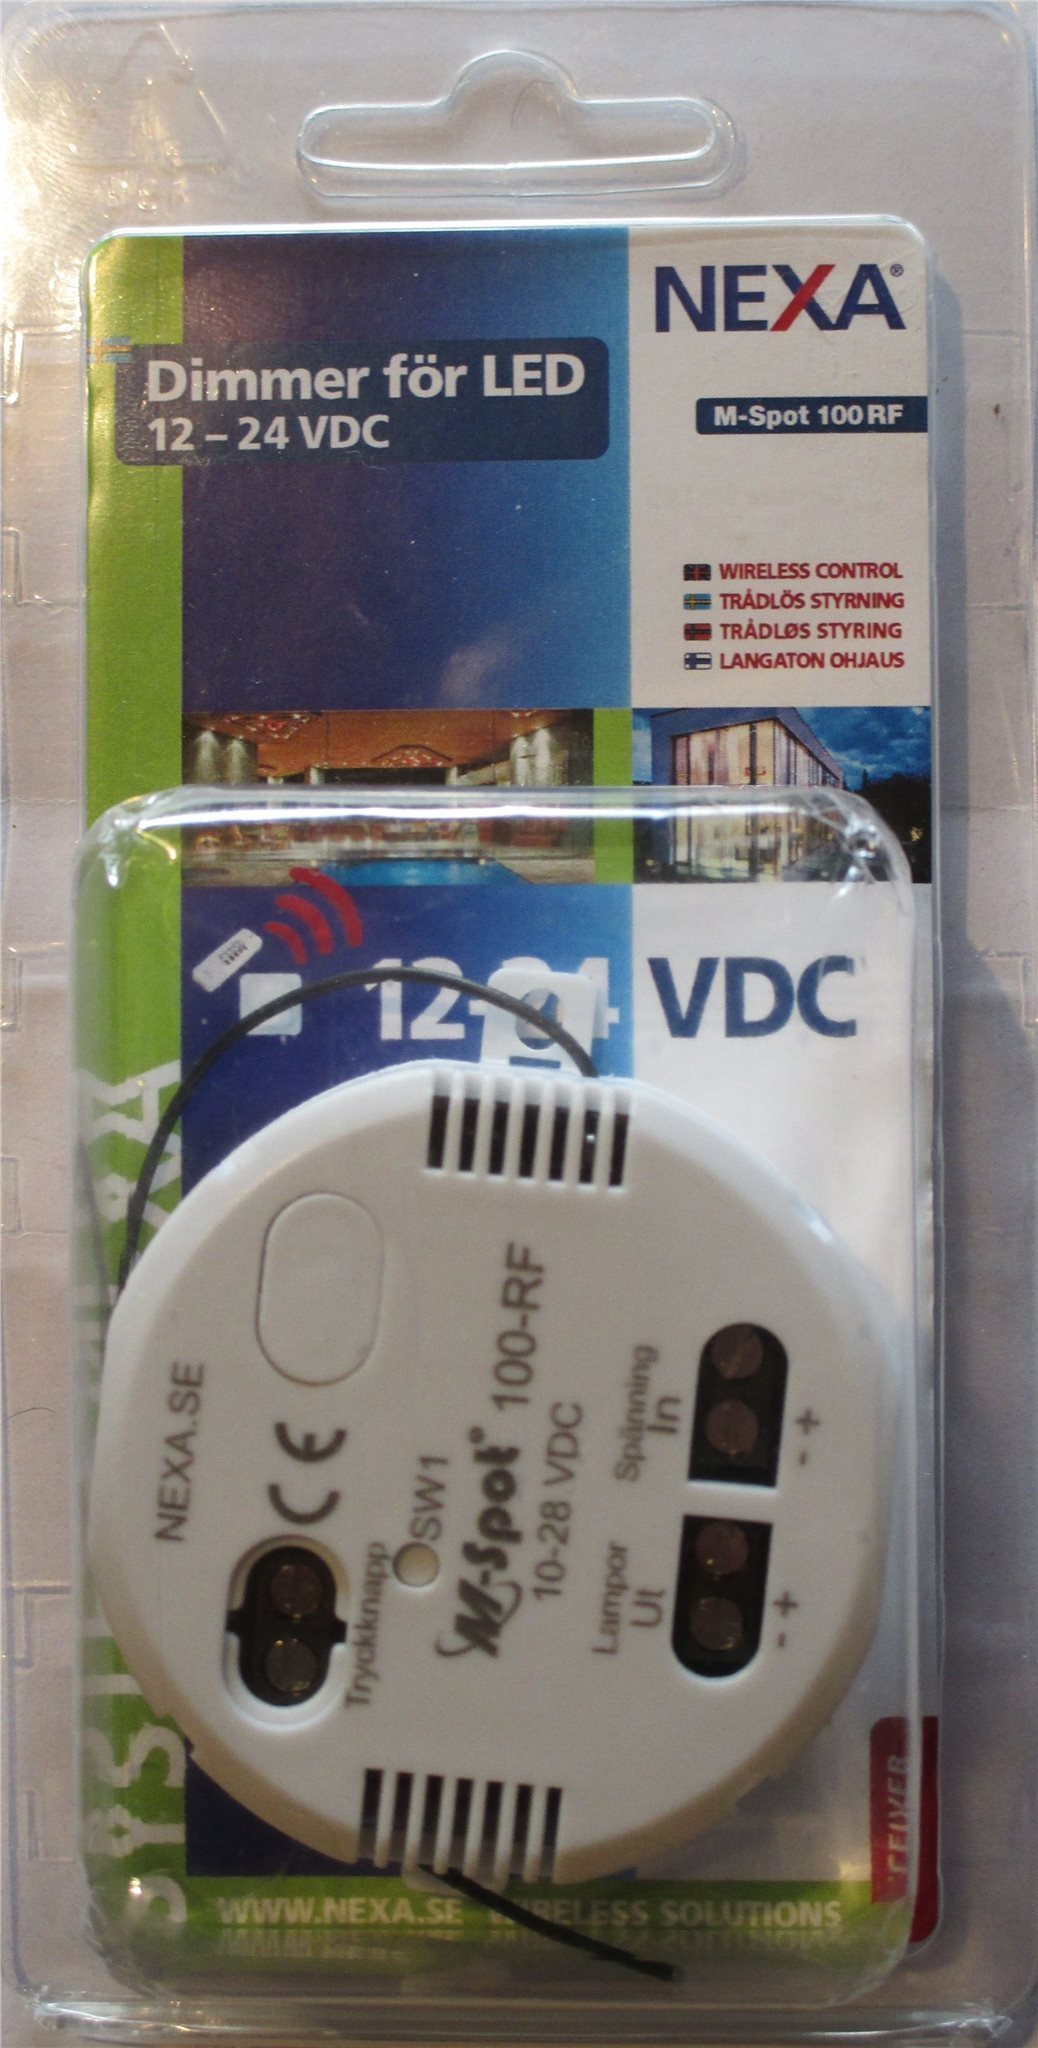 NEXA®
Dimmer för LED
12 – 24 VDC
M-Spot 100 RF
WIRELESS CONTROL
TRÅDLÖS STYRNING
TRÅDLØS STYRING
LANGATON OHJAUS
12-24 VDC
NEXA.SE
CE
Tryckknapp
SW1
M-Spot® 100-RF
10-28 VDC
Spänning
In
- +
Lampor
Ut
- +
WWW.NEXA.SE WIRELESS SOLUTIONS